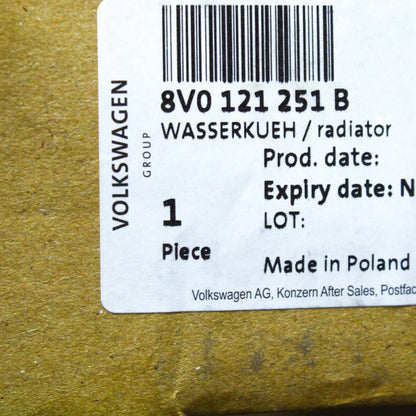 VOLKSWAGEN
GROUP
8V0 121 251 B
WASSERKUEH / radiator
Prod. date:
Expiry date: N
1
LOT:
Piece
Made in Poland
Volkswagen AG, Konzern After Sales, Postfac